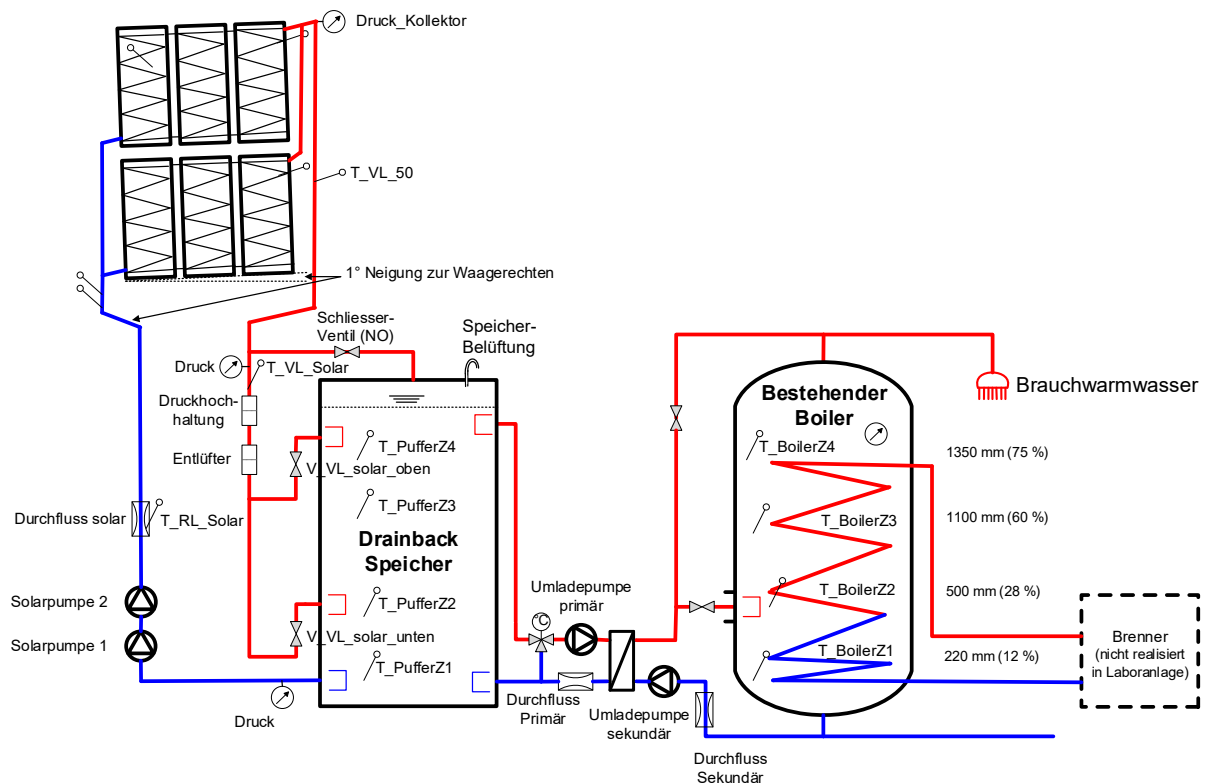 Druck_Kollektor
T_VL_50
1° Neigung zur Waagerechten
Schliesser-
Ventil (NO)
Speicher-
Belüftung
Druck
T_VL_Solar
Druckhoch-
haltung
Entlüfter
V_VL_solar_oben
T_PufferZ4
T_PufferZ3
Drainback
Speicher
T_PufferZ2
V_VL_solar_unten
T_PufferZ1
Durchfluss solar
T_RL_Solar
Solarpumpe 2
Solarpumpe 1
Druck
Umladepumpe
primär
°C
Durchfluss
Primär
Umladepumpe
sekundär
Durchfluss
Sekundär
Bestehender
Boiler
T_BoilerZ4
T_BoilerZ3
T_BoilerZ2
T_BoilerZ1
Brauchwarmwasser
1350 mm (75 %)
1100 mm (60 %)
500 mm (28 %)
220 mm (12 %)
Brenner
(nicht realisiert
in Laboranlage)